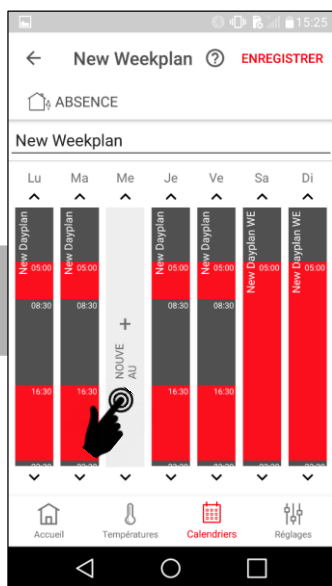 15:25
New Weekplan ? ENREGISTRER
ABSENCE
New Weekplan
Lu Ma Me Je Ve Sa Di
New Dayplan New Dayplan New Dayplan New Dayplan New Dayplan WE New Dayplan WE
05:00 05:00 05:00 05:00 05:00 05:00
08:30 08:30 08:30 08:30
+
NOUVE
AU
16:30 16:30 16:30 16:30
Accueil Températures Calendriers Réglages